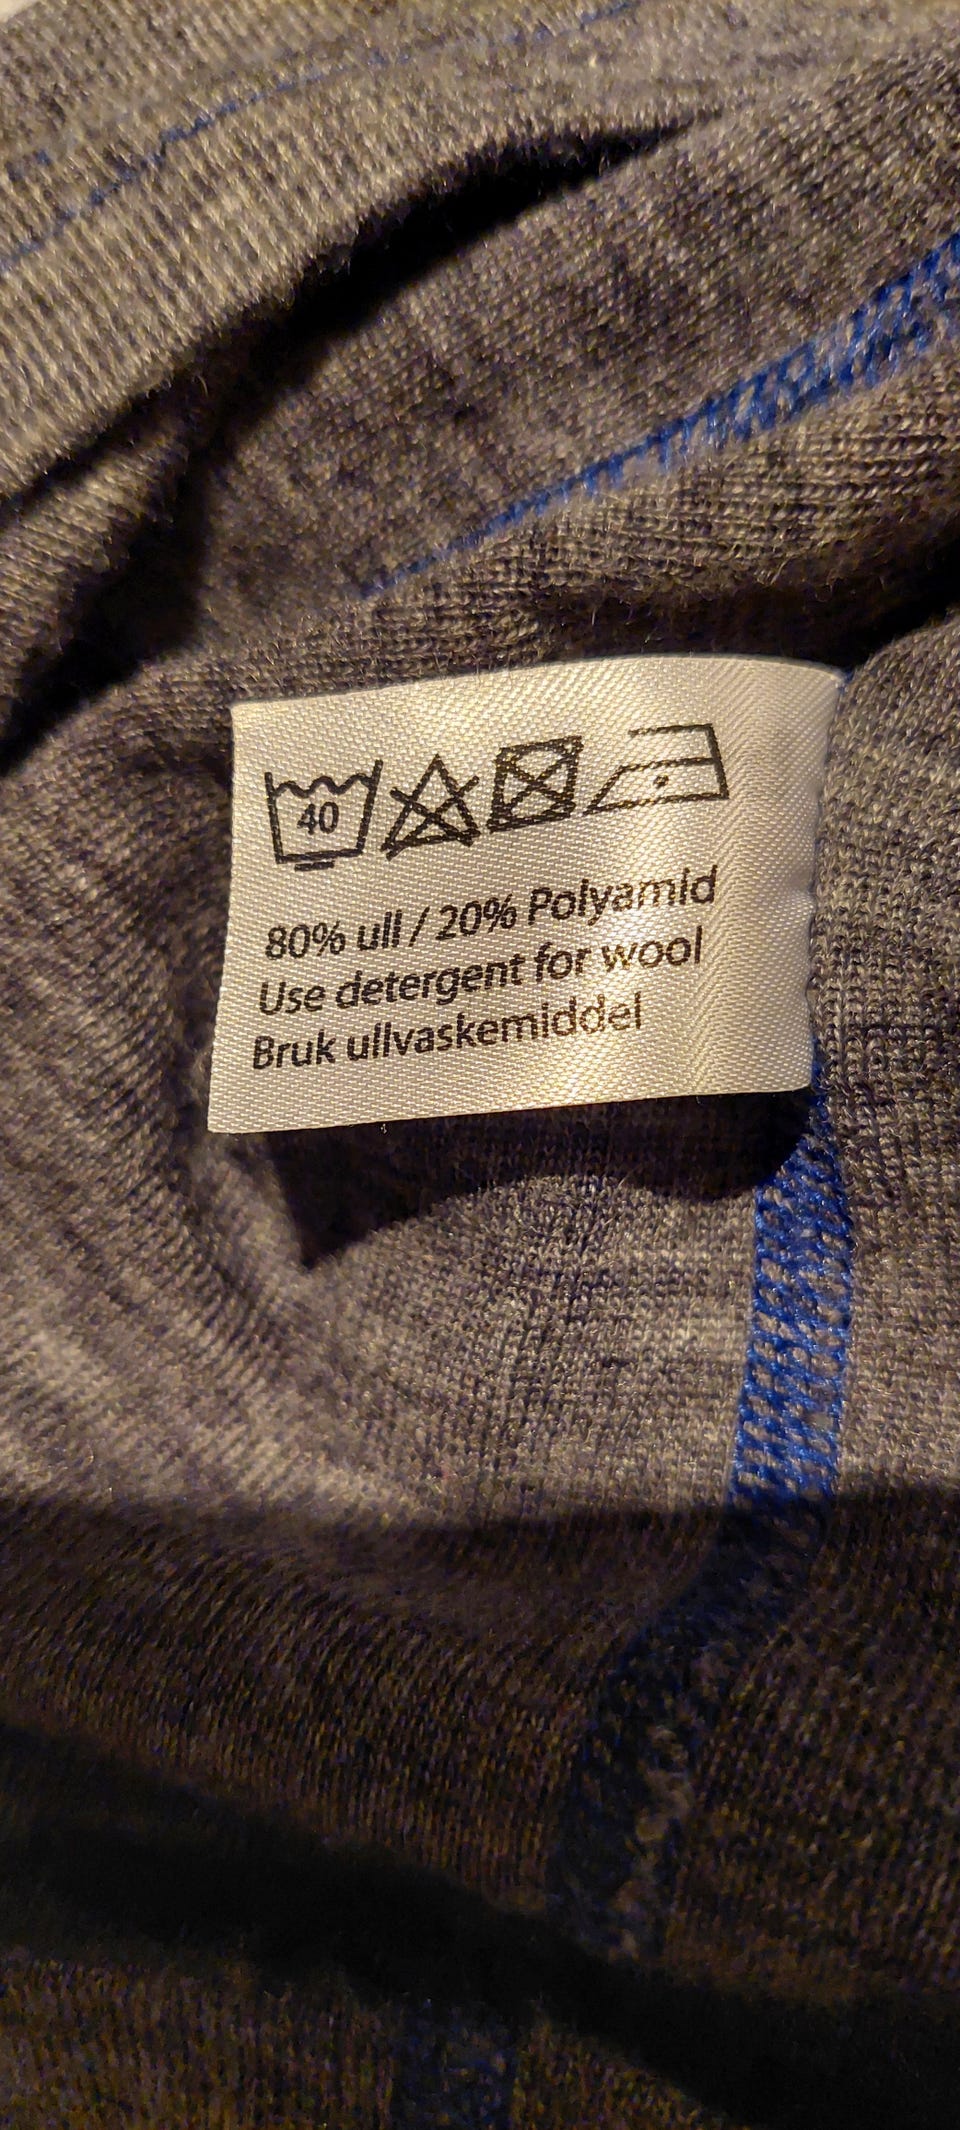 40
80% ull / 20% Polyamid
Use detergent for wool
Bruk ullvaskemiddel